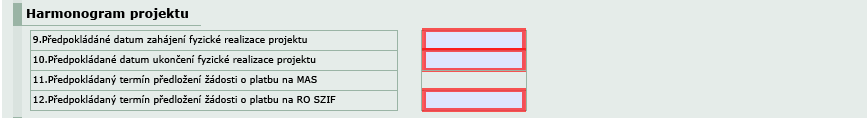 Harmonogram projektu
9.Předpokládáné datum zahájení fyzické realizace projektu
10.Předpokládané datum ukončení fyzické realizace projektu
11.Předpokládaný termín předložení žádosti o platbu na MAS
12.Předpokládaný termín předložení žádosti o platbu na RO SZIF